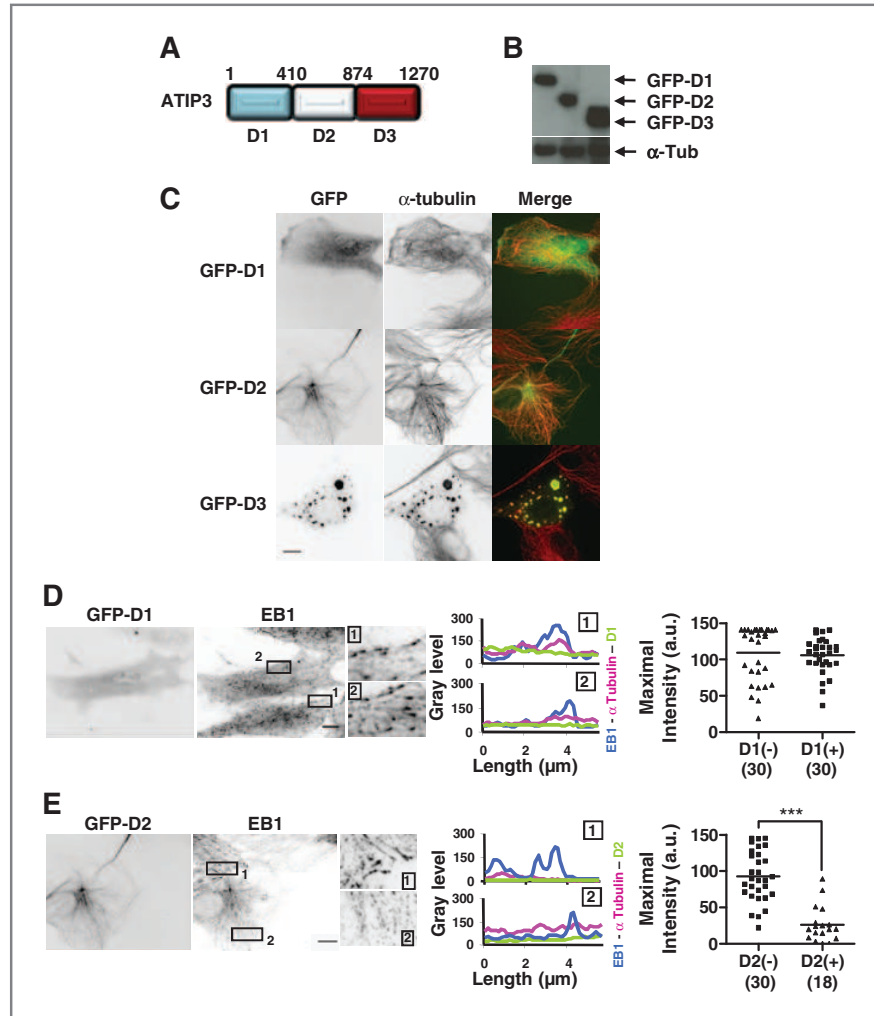 A
1 410 874 1270
ATIP3
D1 D2 D3
B
GFP-D1
GFP-D2
GFP-D3
α-Tub
C
GFP α-tubulin Merge
GFP-D1
GFP-D2
GFP-D3
D
GFP-D1 EB1
2
1
1
2
Gray level
300
150
0
1
300
150
0
2
0 2 4
Length (µm)
EB1 - α Tubulin – D1
Maximal
Intensity (a.u.)
150
100
50
0
D1(-) D1(+)
(30) (30)
E
GFP-D2 EB1
1
2
1
2
Gray level
300
150
0
1
300
150
0
2
0 2 4
Length (µm)
EB1 - α Tubulin – D2
Maximal
Intensity (a.u.)
150
100
50
0
***
D2(-) D2(+)
(30) (18)